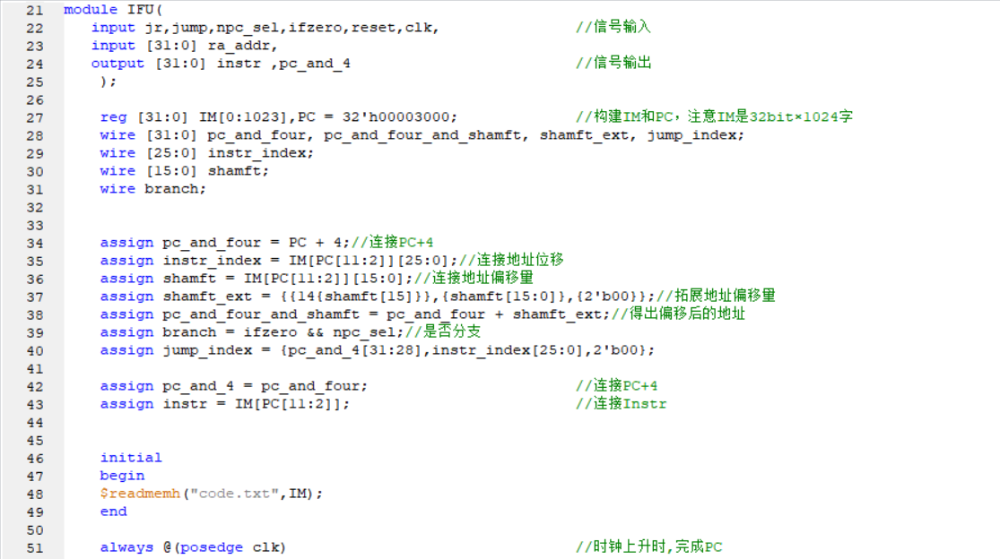 21 module IFU(
22 input jr,jump,npc_sel,ifzero,reset,clk, //信号输入
23 input [31:0] ra_addr,
24 output [31:0] instr ,pc_and_4 //信号输出
25 );
26
27 reg [31:0] IM[0:1023],PC = 32'h00003000; //构建IM和PC，注意IM是32bit×1024字
28 wire [31:0] pc_and_four, pc_and_four_and_shamft, shamft_ext, jump_index;
29 wire [25:0] instr_index;
30 wire [15:0] shamft;
31 wire branch;
32
33
34 assign pc_and_four = PC + 4;//连接PC+4
35 assign instr_index = IM[PC[11:2]][25:0];//连接地址位移
36 assign shamft = IM[PC[11:2]][15:0];//连接地址偏移量
37 assign shamft_ext = {{14{shamft[15]}},{shamft[15:0]},{2'b00}};//拓展地址偏移量
38 assign pc_and_four_and_shamft = pc_and_four + shamft_ext;//得出偏移后的地址
39 assign branch = ifzero && npc_sel;//是否分支
40 assign jump_index = {pc_and_4[31:28],instr_index[25:0],2'b00};
41
42 assign pc_and_4 = pc_and_four; //连接PC+4
43 assign instr = IM[PC[11:2]]; //连接Instr
44
45
46 initial
47 begin
48 $readmemh("code.txt",IM);
49 end
50
51 always @(posedge clk) //时钟上升时,完成PC